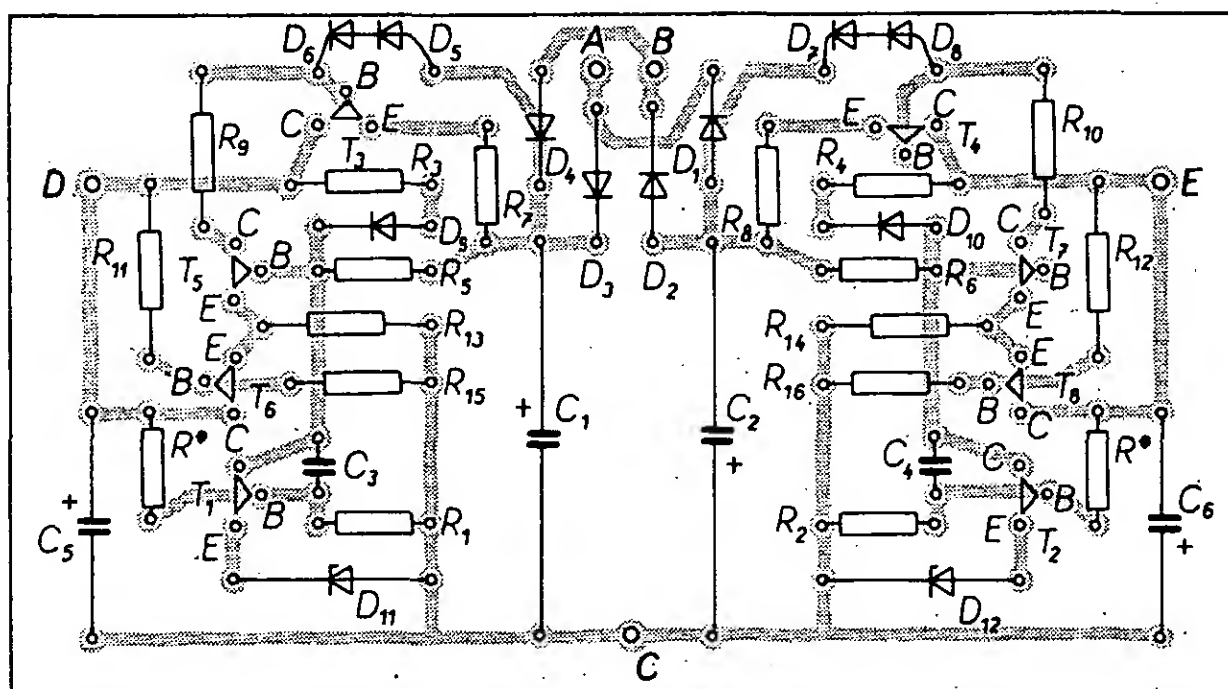 D₆ D₅ A B D₇ D₈
B
C E E C T₄
R₉ T₃ R₃ D₄ D₁ R₄ B R₁₀
D R₇ R₈ E
C D₉ D₁₀ C T₇
R₁₁ T₅ B R₅ D₃ D₂ R₆ B R₁₂
E E
R₁₃ R₁₄
E E
B T₆ R₁₅ R₁₆ B T₈
+ C₁ C₂ +
R* C C₃ C₄ C C R*
+ T₁ B B C₆
C₅ E R₁ R₂ E T₂ +
D₁₁ D₁₂
C